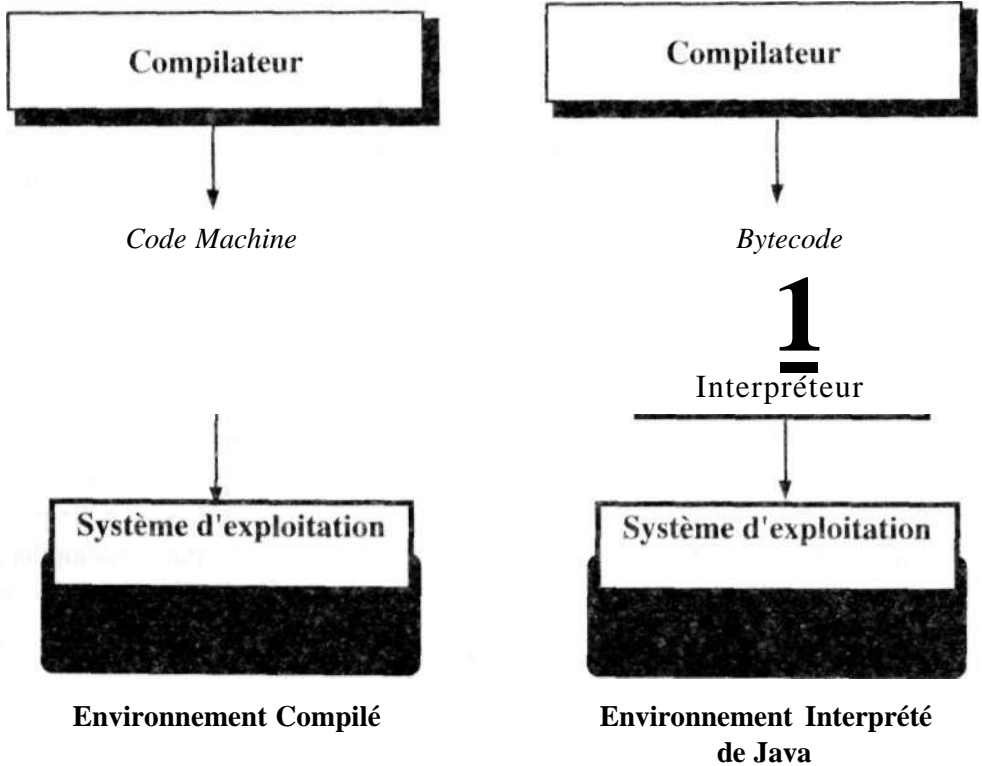 Compilateur
Compilateur
Code Machine
Bytecode
1
Interpréteur
Système d'exploitation
Système d'exploitation
Environnement Compilé
Environnement Interprété
de Java